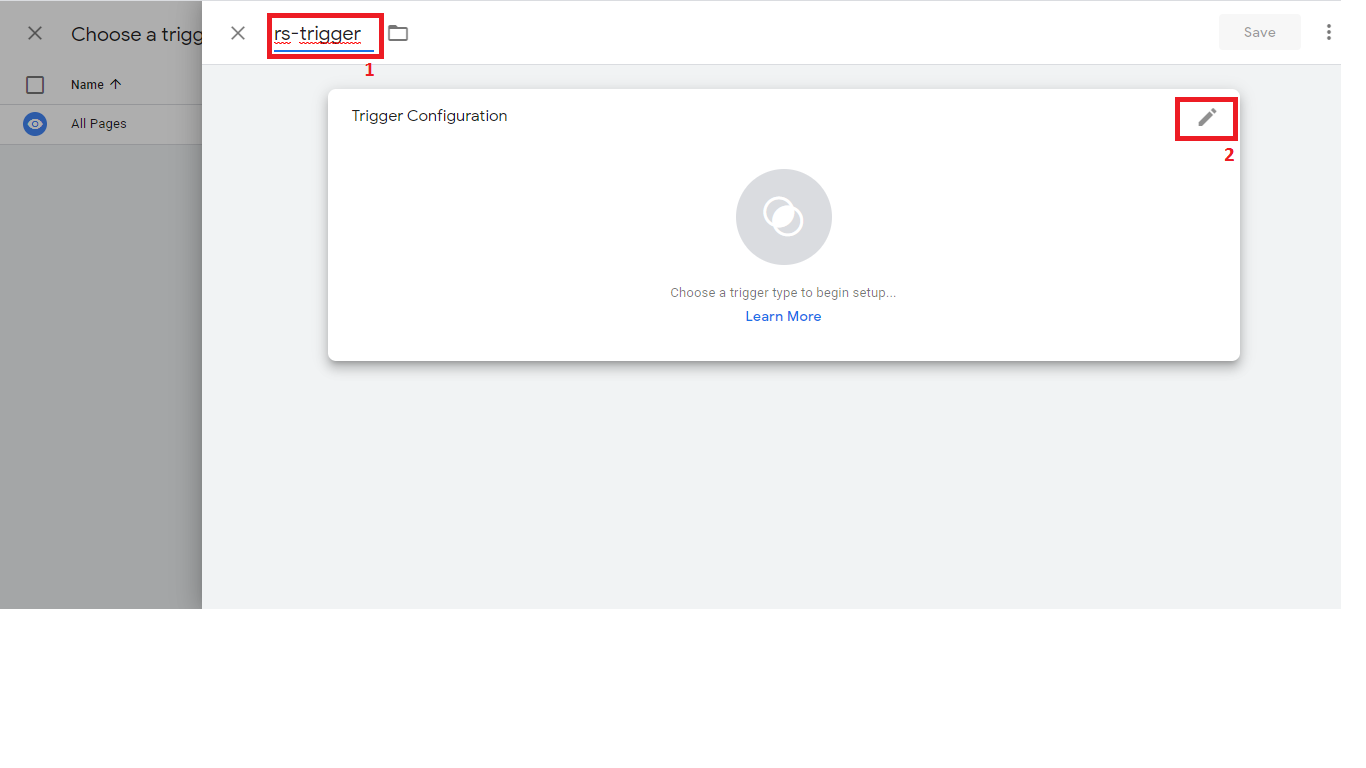 Choose a trigg
rs-trigger
Save
1
Name
All Pages
Trigger Configuration
2
Choose a trigger type to begin setup...
Learn More